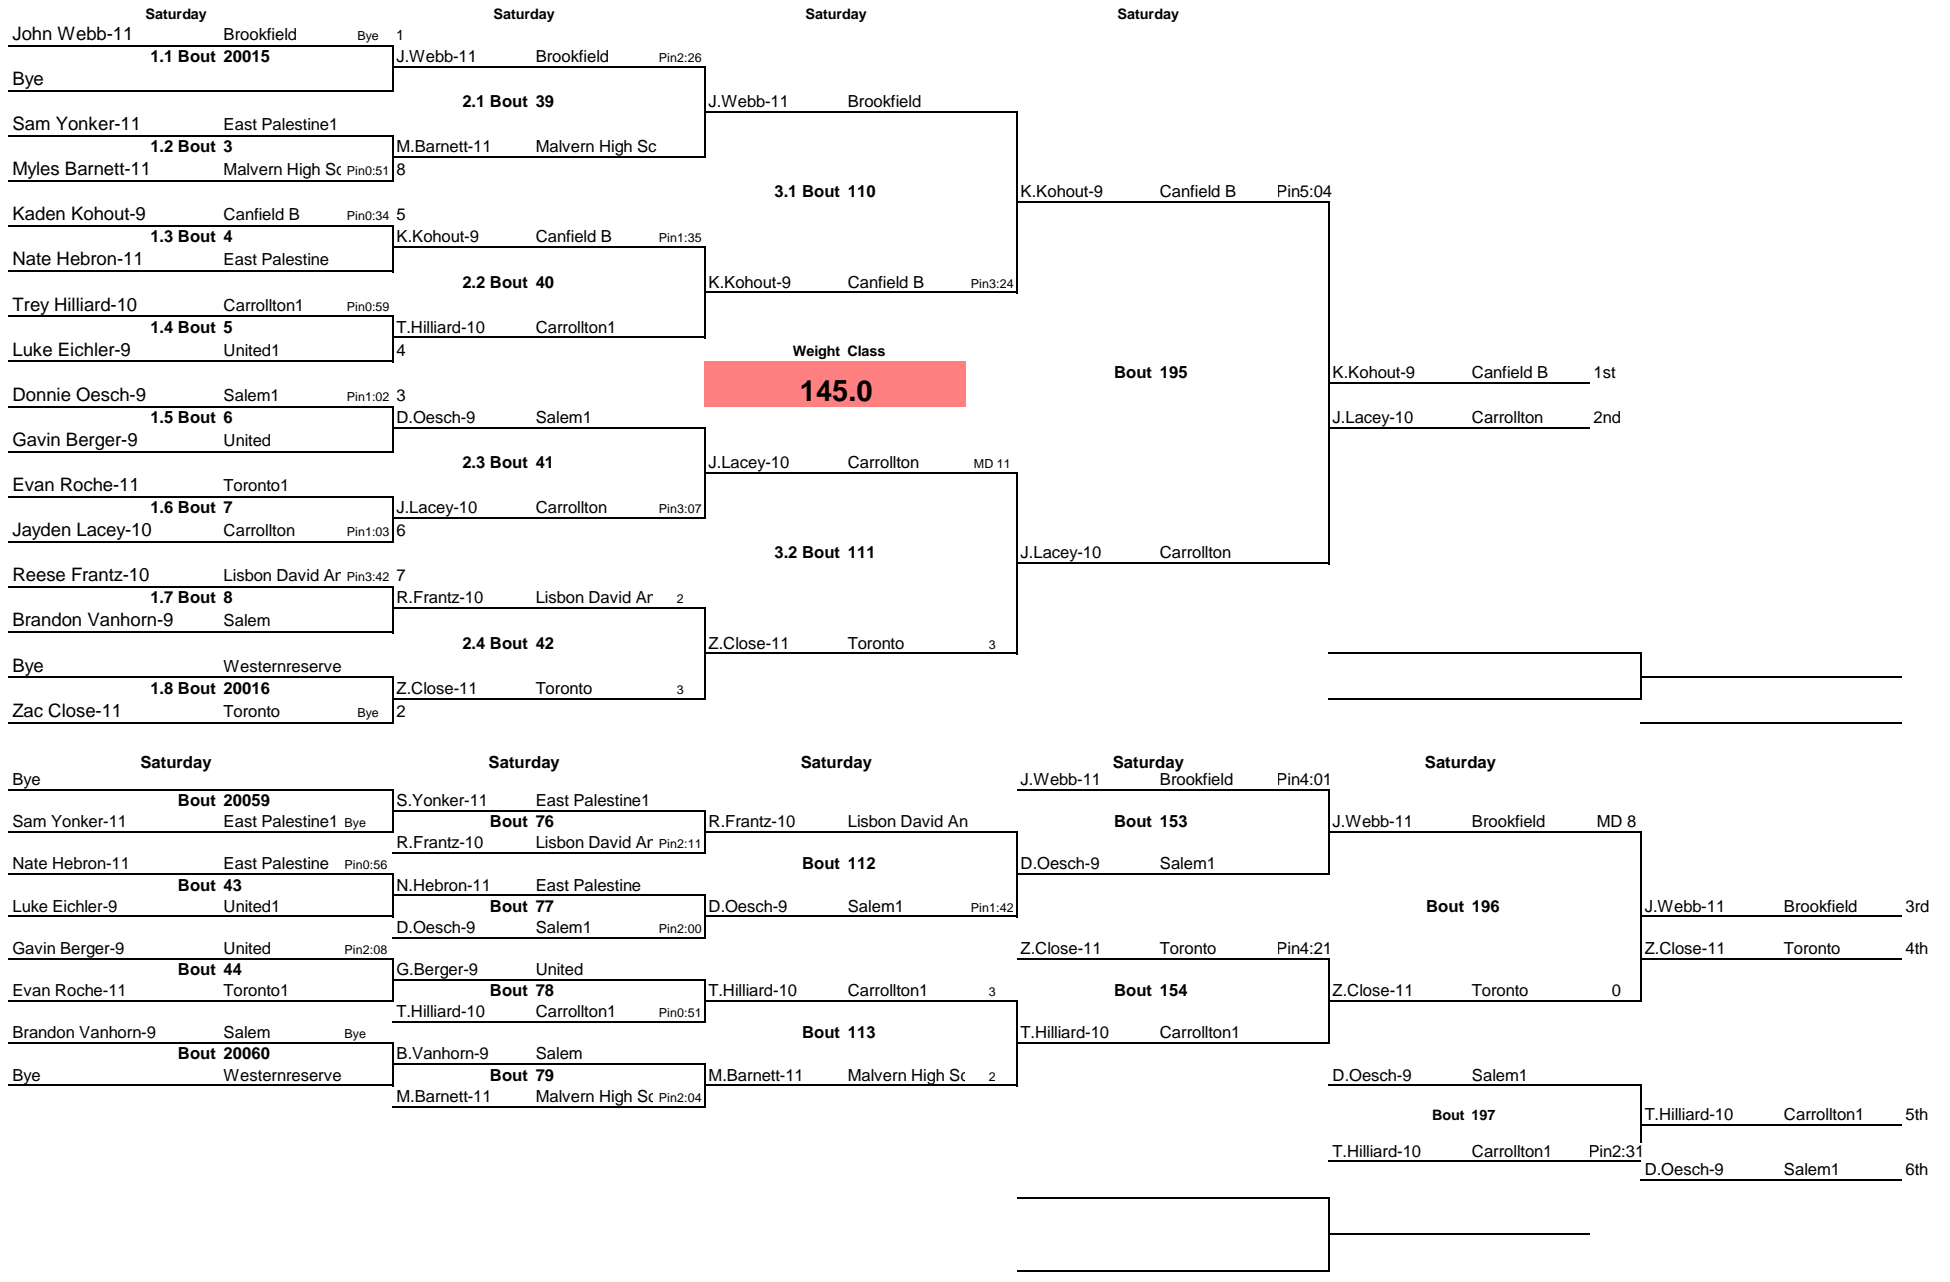 Saturday Saturday Saturday Saturday
John Webb-11 Brookfield Bye 1
1.1 Bout 20015 J.Webb-11 Brookfield Pin2:26
Bye
2.1 Bout 39 J.Webb-11 Brookfield
Sam Yonker-11 East Palestine1
1.2 Bout 3 M.Barnett-11 Malvern High Sc
Myles Barnett-11 Malvern High Sc Pin0:51 8
3.1 Bout 110 K.Kohout-9 Canfield B Pin5:04
Kaden Kohout-9 Canfield B Pin0:34 5
1.3 Bout 4 K.Kohout-9 Canfield B Pin1:35
Nate Hebron-11 East Palestine
2.2 Bout 40 K.Kohout-9 Canfield B Pin3:24
Trey Hilliard-10 Carrollton1 Pin0:59
1.4 Bout 5 T.Hilliard-10 Carrollton1
Luke Eichler-9 United1 4 Weight Class
Bout 195 K.Kohout-9 Canfield B 1st
Donnie Oesch-9 Salem1 Pin1:02 3 145.0
1.5 Bout 6 D.Oesch-9 Salem1 J.Lacey-10 Carrollton 2nd
Gavin Berger-9 United
2.3 Bout 41 J.Lacey-10 Carrollton MD 11
Evan Roche-11 Toronto1
1.6 Bout 7 J.Lacey-10 Carrollton Pin3:07
Jayden Lacey-10 Carrollton Pin1:03 6
3.2 Bout 111 J.Lacey-10 Carrollton
Reese Frantz-10 Lisbon David An Pin3:42 7
1.7 Bout 8 R.Frantz-10 Lisbon David An 2
Brandon Vanhorn-9 Salem
2.4 Bout 42 Z.Close-11 Toronto 3
Bye Westernreserve
1.8 Bout 20016 Z.Close-11 Toronto 3
Zac Close-11 Toronto Bye 2
Saturday Saturday Saturday Saturday Saturday
Bye J.Webb-11 Brookfield Pin4:01
Bout 20059 S.Yonker-11 East Palestine1
Sam Yonker-11 East Palestine1 Bye Bout 76 R.Frantz-10 Lisbon David An Bout 153 J.Webb-11 Brookfield MD 8
R.Frantz-10 Lisbon David An Pin2:11
Nate Hebron-11 East Palestine Pin0:56 Bout 112 D.Oesch-9 Salem1
Bout 43 N.Hebron-11 East Palestine
Luke Eichler-9 United1 Bout 77 D.Oesch-9 Salem1 Pin1:42 Bout 196 J.Webb-11 Brookfield 3rd
D.Oesch-9 Salem1 Pin2:00
Gavin Berger-9 United Pin2:08 Z.Close-11 Toronto Pin4:21 Z.Close-11 Toronto 4th
Bout 44 G.Berger-9 United
Evan Roche-11 Toronto1 Bout 78 T.Hilliard-10 Carrollton1 3 Bout 154 Z.Close-11 Toronto 0
T.Hilliard-10 Carrollton1 Pin0:51
Brandon Vanhorn-9 Salem Bye Bout 113 T.Hilliard-10 Carrollton1
Bout 20060 B.Vanhorn-9 Salem
Bye Westernreserve Bout 79 M.Barnett-11 Malvern High Sc 2 D.Oesch-9 Salem1
M.Barnett-11 Malvern High Sc Pin2:04
Bout 197 T.Hilliard-10 Carrollton1 5th
T.Hilliard-10 Carrollton1 Pin2:31
D.Oesch-9 Salem1 6th